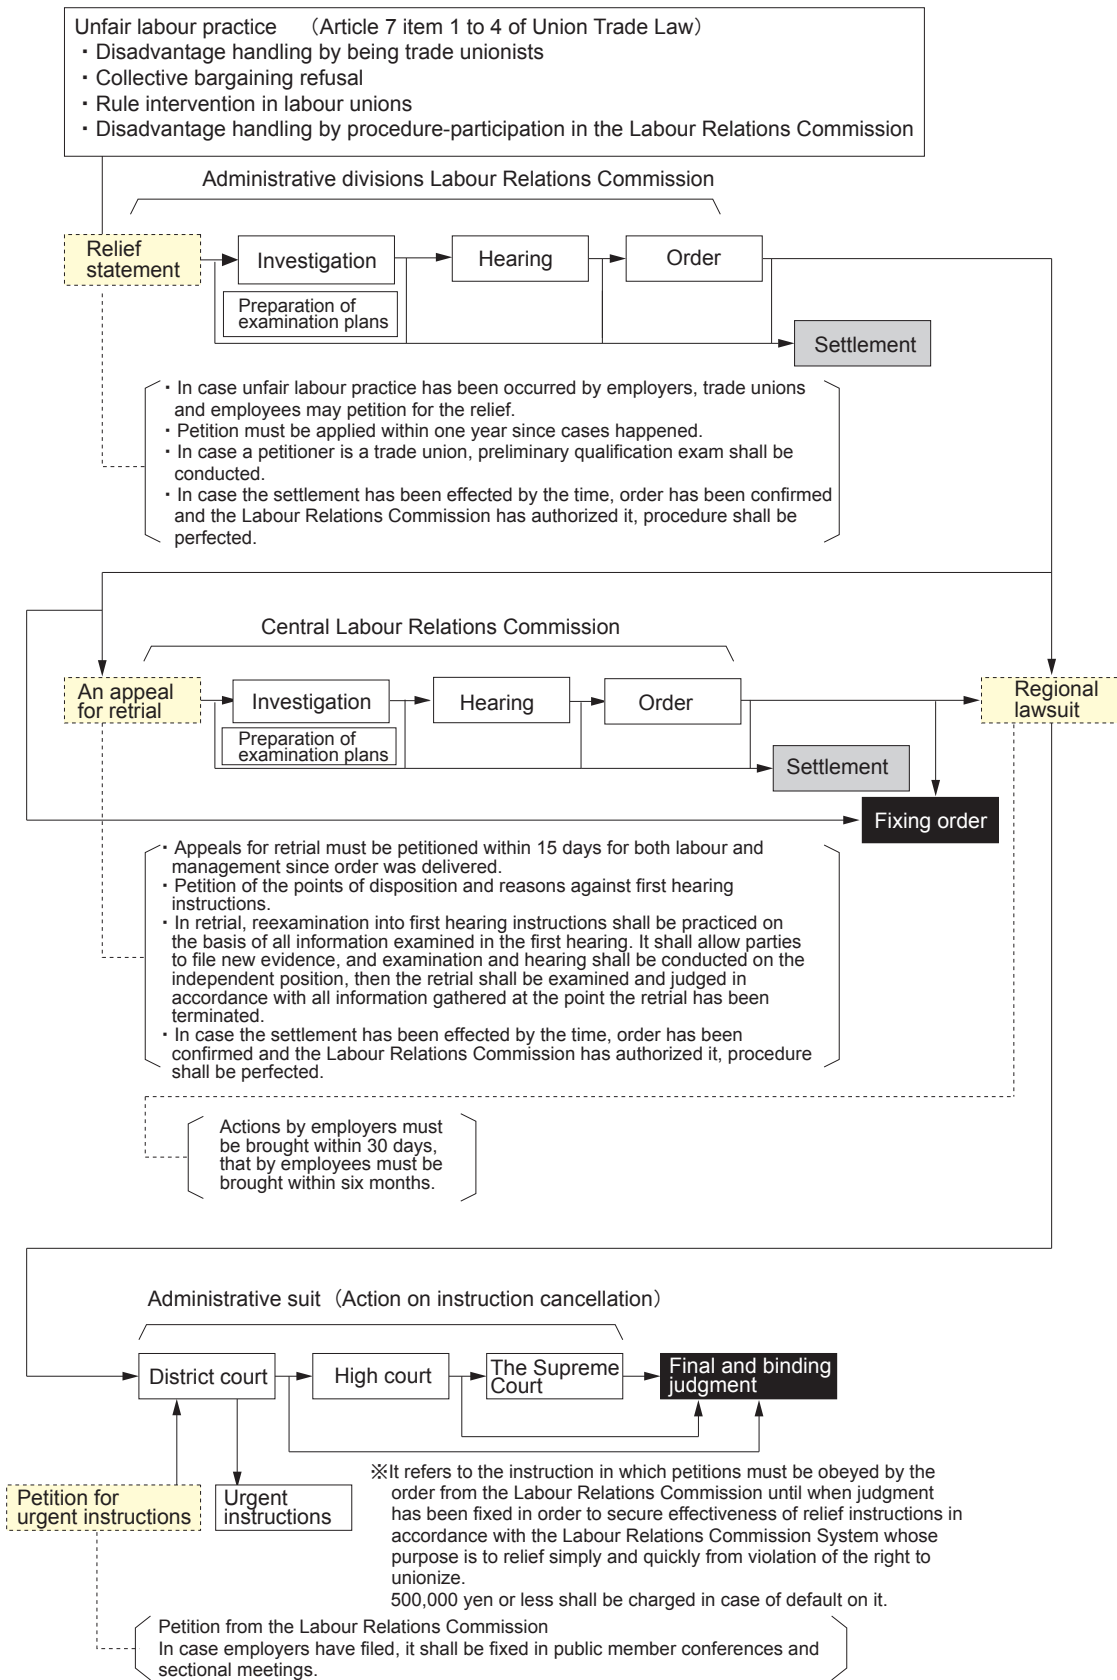 Unfair labour practice （Article 7 item 1 to 4 of Union Trade Law）
・Disadvantage handling by being trade unionists
・Collective bargaining refusal
・Rule intervention in labour unions
・Disadvantage handling by procedure-participation in the Labour Relations Commission
Administrative divisions Labour Relations Commission
Relief
statement
Investigation
Hearing
Order
Preparation of
examination plans
Settlement
・In case unfair labour practice has been occurred by employers, trade unions
and employees may petition for the relief.
・Petition must be applied within one year since cases happened.
・In case a petitioner is a trade union, preliminary qualification exam shall be
conducted.
・In case the settlement has been effected by the time, order has been confirmed
and the Labour Relations Commission has authorized it, procedure shall be
perfected.
Central Labour Relations Commission
An appeal
for retrial
Investigation
Hearing
Order
Regional
lawsuit
Preparation of
examination plans
Settlement
Fixing order
・Appeals for retrial must be petitioned within 15 days for both labour and
management since order was delivered.
・Petition of the points of disposition and reasons against first hearing
instructions.
・In retrial, reexamination into first hearing instructions shall be practiced on
the basis of all information examined in the first hearing. It shall allow parties
to file new evidence, and examination and hearing shall be conducted on the
independent position, then the retrial shall be examined and judged in
accordance with all information gathered at the point the retrial has been
terminated.
・In case the settlement has been effected by the time, order has been
confirmed and the Labour Relations Commission has authorized it, procedure
shall be perfected.
Actions by employers must
be brought within 30 days,
that by employees must be
brought within six months.
Administrative suit（Action on instruction cancellation）
District court
High court
The Supreme
Court
Final and binding
judgment
Petition for
urgent instructions
Urgent
instructions
※It refers to the instruction in which petitions must be obeyed by the
order from the Labour Relations Commission until when judgment
has been fixed in order to secure effectiveness of relief instructions in
accordance with the Labour Relations Commission System whose
purpose is to relief simply and quickly from violation of the right to
unionize.
500,000 yen or less shall be charged in case of default on it.
Petition from the Labour Relations Commission
In case employers have filed, it shall be fixed in public member conferences and
sectional meetings.